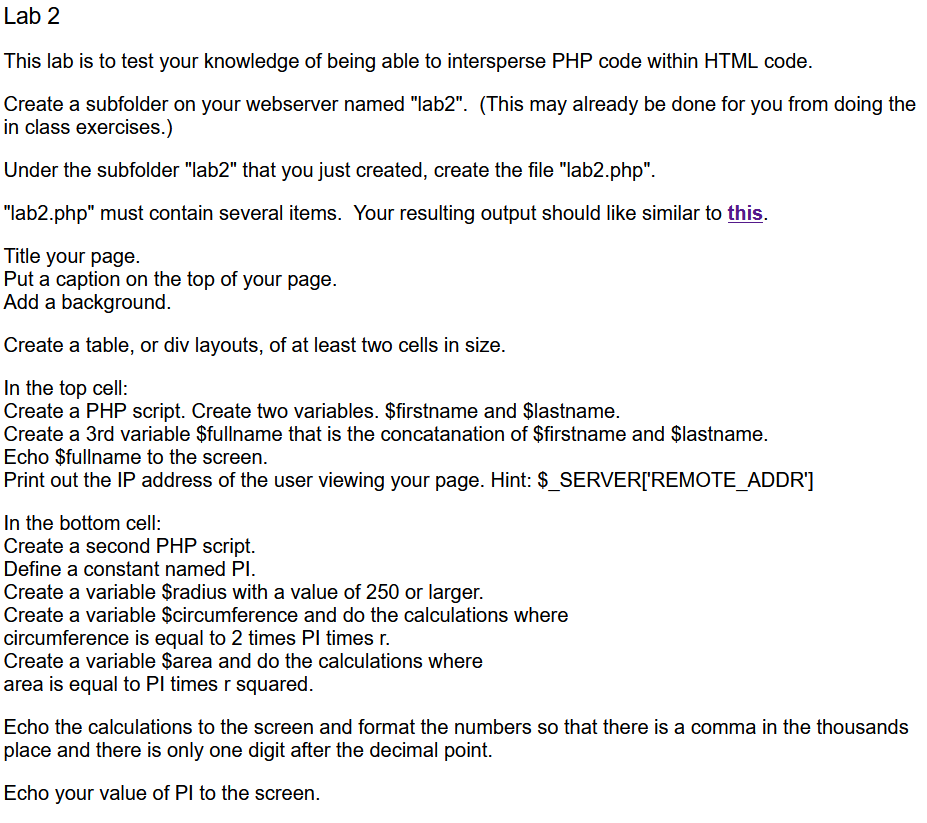 Lab 2
This lab is to test your knowledge of being able to intersperse PHP code within HTML code.
Create a subfolder on your webserver named "lab2".  (This may already be done for you from doing the
in class exercises.)
Under the subfolder "lab2" that you just created, create the file "lab2.php".
"lab2.php" must contain several items.  Your resulting output should like similar to this.
Title your page.
Put a caption on the top of your page.
Add a background.
Create a table, or div layouts, of at least two cells in size.
In the top cell:
Create a PHP script. Create two variables. $firstname and $lastname.
Create a 3rd variable $fullname that is the concatanation of $firstname and $lastname.
Echo $fullname to the screen.
Print out the IP address of the user viewing your page. Hint: $_SERVER['REMOTE_ADDR']
In the bottom cell:
Create a second PHP script.
Define a constant named PI.
Create a variable $radius with a value of 250 or larger.
Create a variable $circumference and do the calculations where
circumference is equal to 2 times PI times r.
Create a variable $area and do the calculations where
area is equal to PI times r squared.
Echo the calculations to the screen and format the numbers so that there is a comma in the thousands
place and there is only one digit after the decimal point.
Echo your value of PI to the screen.